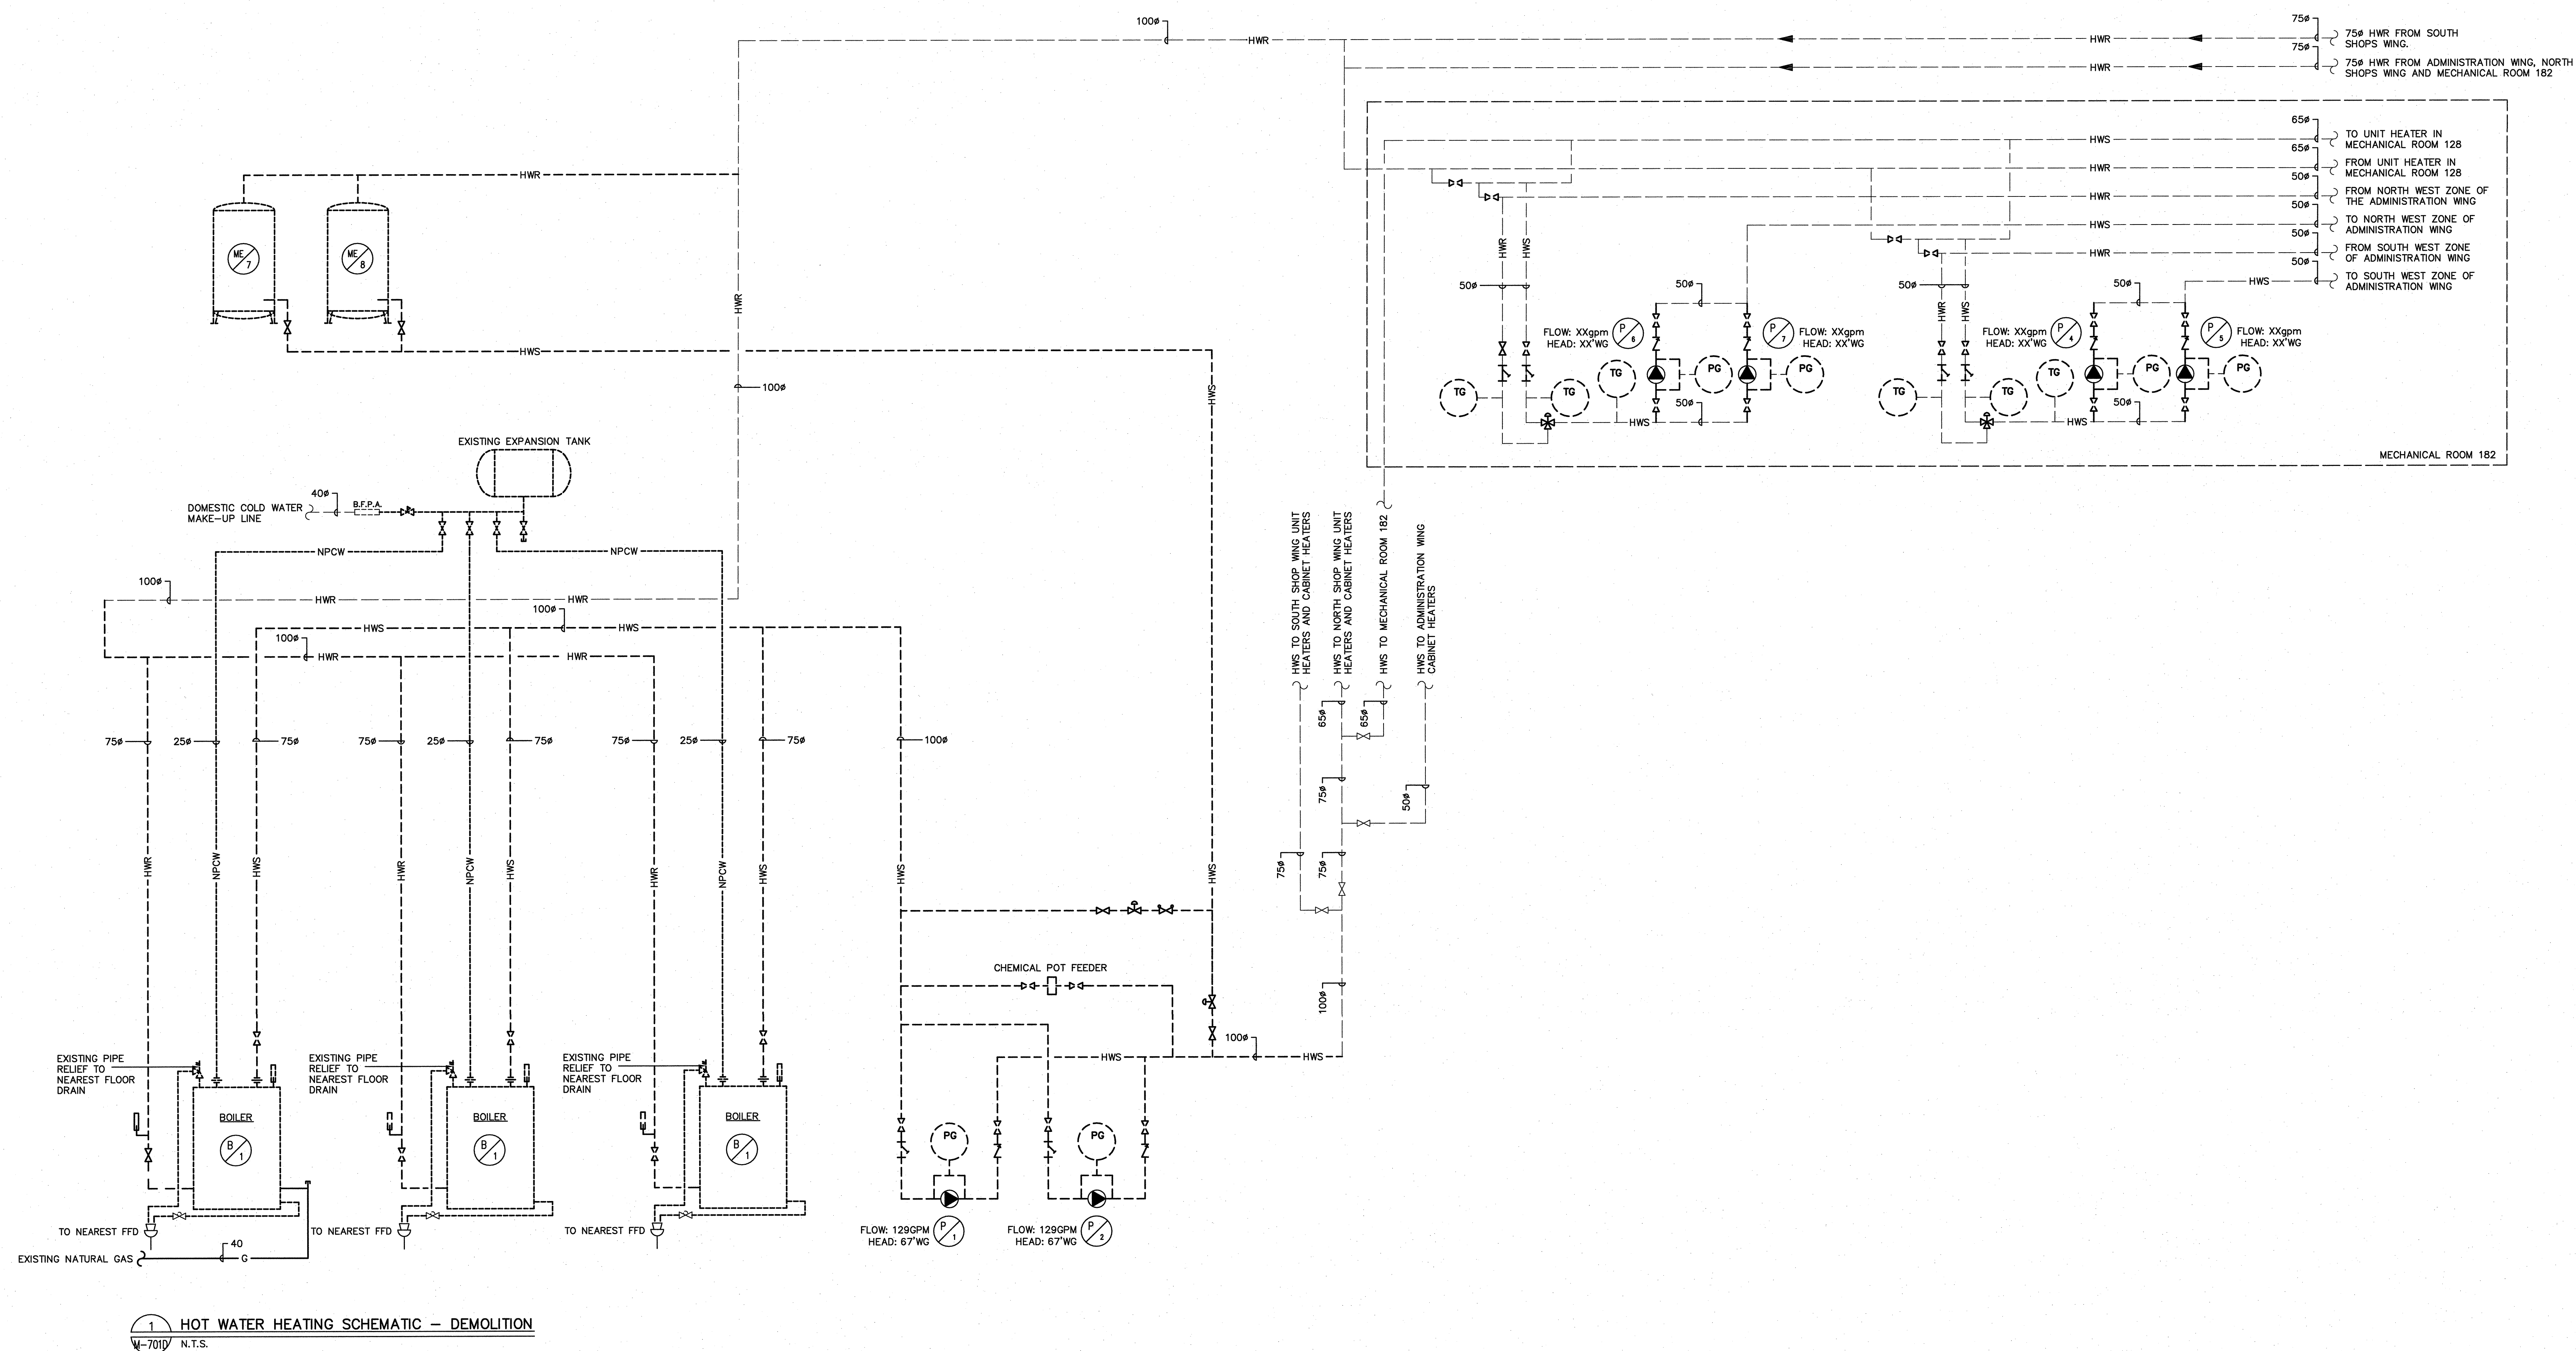 100ø
HWR
HWR
75ø
75ø HWR FROM SOUTH
SHOPS WING.
HWR
75ø
75ø HWR FROM ADMINISTRATION WING, NORTH
SHOPS WING AND MECHANICAL ROOM 182
HWS
65ø
TO UNIT HEATER IN
MECHANICAL ROOM 128
HWR
65ø
FROM UNIT HEATER IN
MECHANICAL ROOM 128
HWR
50ø
FROM NORTH WEST ZONE OF
THE ADMINISTRATION WING
HWS
50ø
TO NORTH WEST ZONE OF
ADMINISTRATION WING
HWR
50ø
FROM SOUTH WEST ZONE
OF ADMINISTRATION WING
HWS
50ø
TO SOUTH WEST ZONE OF
ADMINISTRATION WING
HWR
HWS
50ø
50ø
FLOW: XXgpm
HEAD: XX'WG
P
6
P
7
FLOW: XXgpm
HEAD: XX'WG
TG
TG
TG
PG
PG
50ø
HWS
HWR
HWS
50ø
50ø
FLOW: XXgpm
HEAD: XX'WG
P
4
P
5
FLOW: XXgpm
HEAD: XX'WG
TG
TG
TG
PG
PG
50ø
HWS
MECHANICAL ROOM 182
HWR
ME
7
ME
8
HWR
HWS
100ø
HWS
EXISTING EXPANSION TANK
DOMESTIC COLD WATER
MAKE-UP LINE
40ø
B.F.P.A.
NPCW
NPCW
100ø
HWR
HWR
100ø
HWS
HWS
100ø
HWR
HWR
75ø
25ø
75ø
75ø
25ø
75ø
75ø
25ø
75ø
100ø
HWR
NPCW
HWS
HWR
NPCW
HWS
HWR
NPCW
HWS
HWS
HWS
HWS TO SOUTH SHOP WING UNIT
HEATERS AND CABINET HEATERS
HWS TO NORTH SHOP WING UNIT
HEATERS AND CABINET HEATERS
HWS TO MECHANICAL ROOM 182
HWS TO ADMINISTRATION WING
CABINET HEATERS
65ø
65ø
75ø
50ø
75ø
75ø
100ø
CHEMICAL POT FEEDER
100ø
HWS
HWS
EXISTING PIPE
RELIEF TO
NEAREST FLOOR
DRAIN
EXISTING PIPE
RELIEF TO
NEAREST FLOOR
DRAIN
EXISTING PIPE
RELIEF TO
NEAREST FLOOR
DRAIN
BOILER
B
1
BOILER
B
1
BOILER
B
1
PG
PG
TO NEAREST FFD
TO NEAREST FFD
TO NEAREST FFD
FLOW: 129GPM
HEAD: 67'WG
P
1
FLOW: 129GPM
HEAD: 67'WG
P
2
40
EXISTING NATURAL GAS
G
1
HOT WATER HEATING SCHEMATIC – DEMOLITION
M-701D
N.T.S.